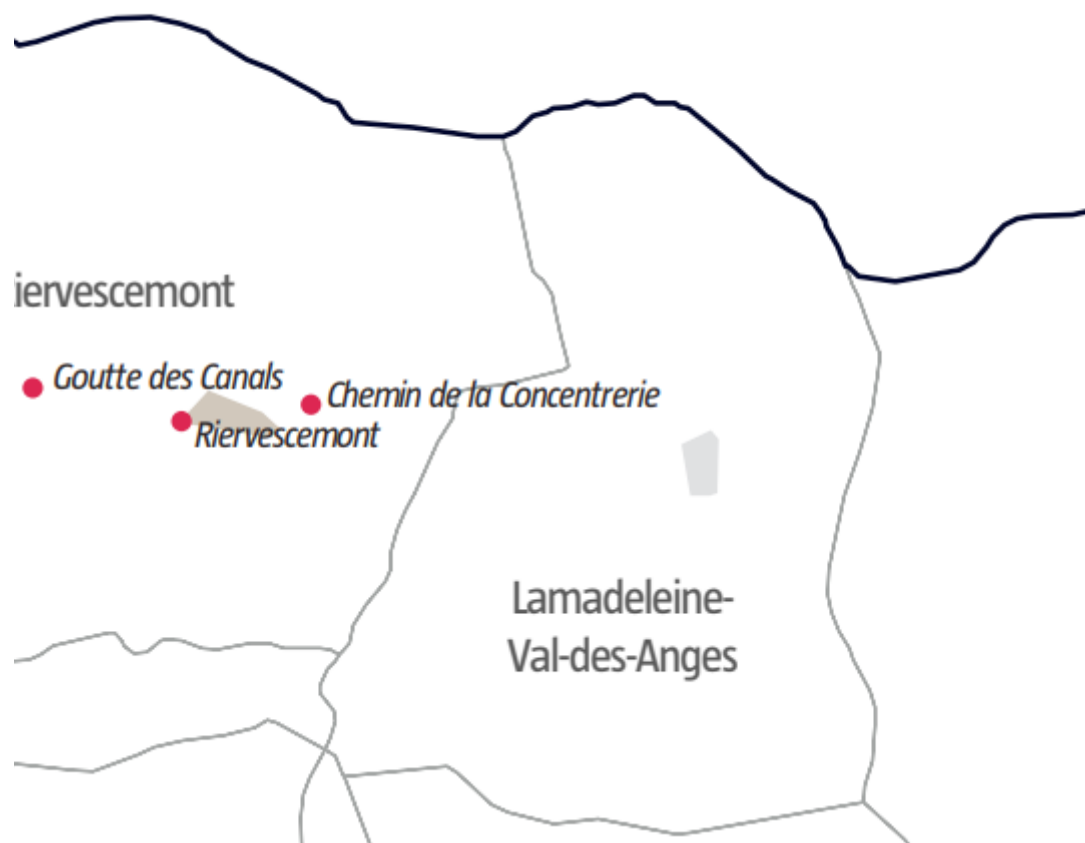 iervescemont
Goutte des Canals
Chemin de la Concentrerie
Riervescemont
Lamadeleine-
Val-des-Anges